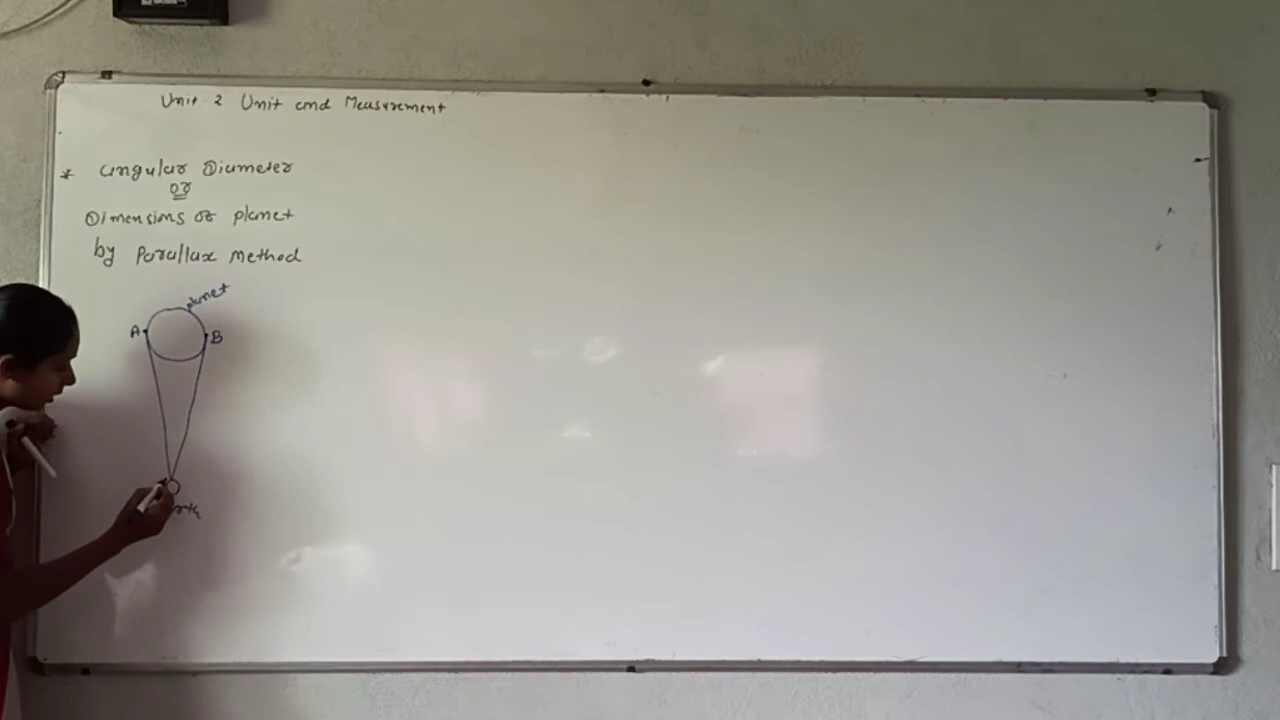 Unit-2 Unit and Measurement
* Angular Diameter
or
Dimensions of planet
by Parallax Method
planet
A
B